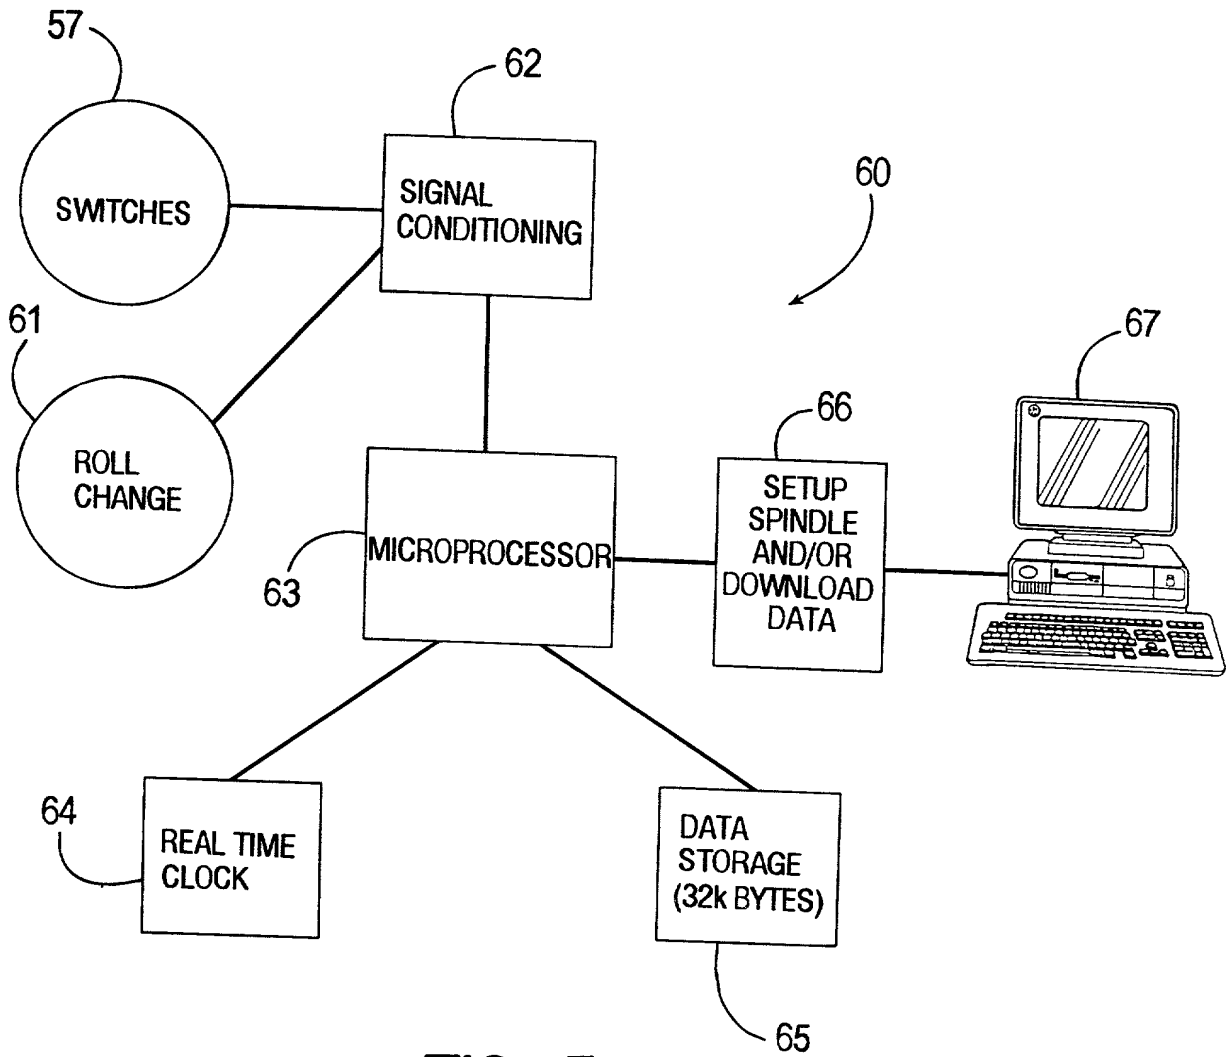 57
62
SWITCHES
SIGNAL
CONDITIONING
60
61
67
ROLL
CHANGE
66
MICROPROCESSOR
63
SETUP
SPINDLE
AND/OR
DOWNLOAD
DATA
64
REAL TIME
CLOCK
DATA
STORAGE
(32k BYTES)
65